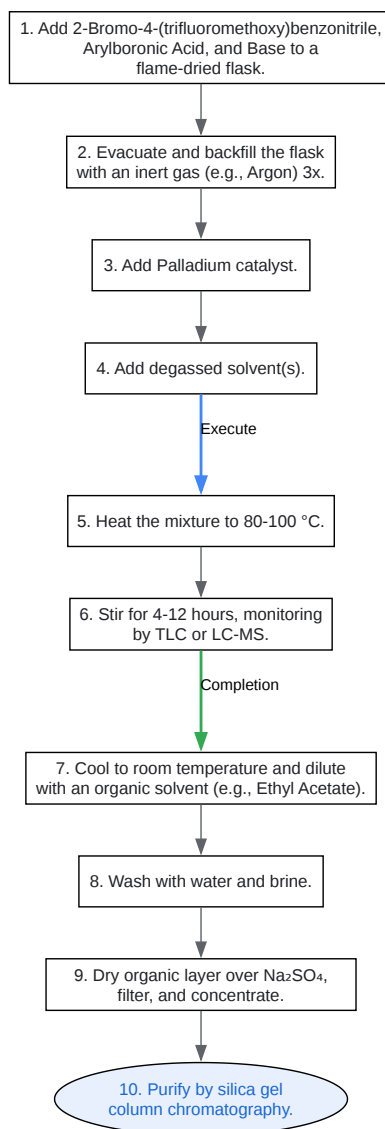 1. Add 2-Bromo-4-(trifluoromethoxy)benzonitrile,
Arylboronic Acid, and Base to a
flame-dried flask.
2. Evacuate and backfill the flask
with an inert gas (e.g., Argon) 3x.
3. Add Palladium catalyst.
4. Add degassed solvent(s).
Execute
5. Heat the mixture to 80-100 °C.
6. Stir for 4-12 hours, monitoring
by TLC or LC-MS.
Completion
7. Cool to room temperature and dilute
with an organic solvent (e.g., Ethyl Acetate).
8. Wash with water and brine.
9. Dry organic layer over Na₂SO₄,
filter, and concentrate.
10. Purify by silica gel
column chromatography.